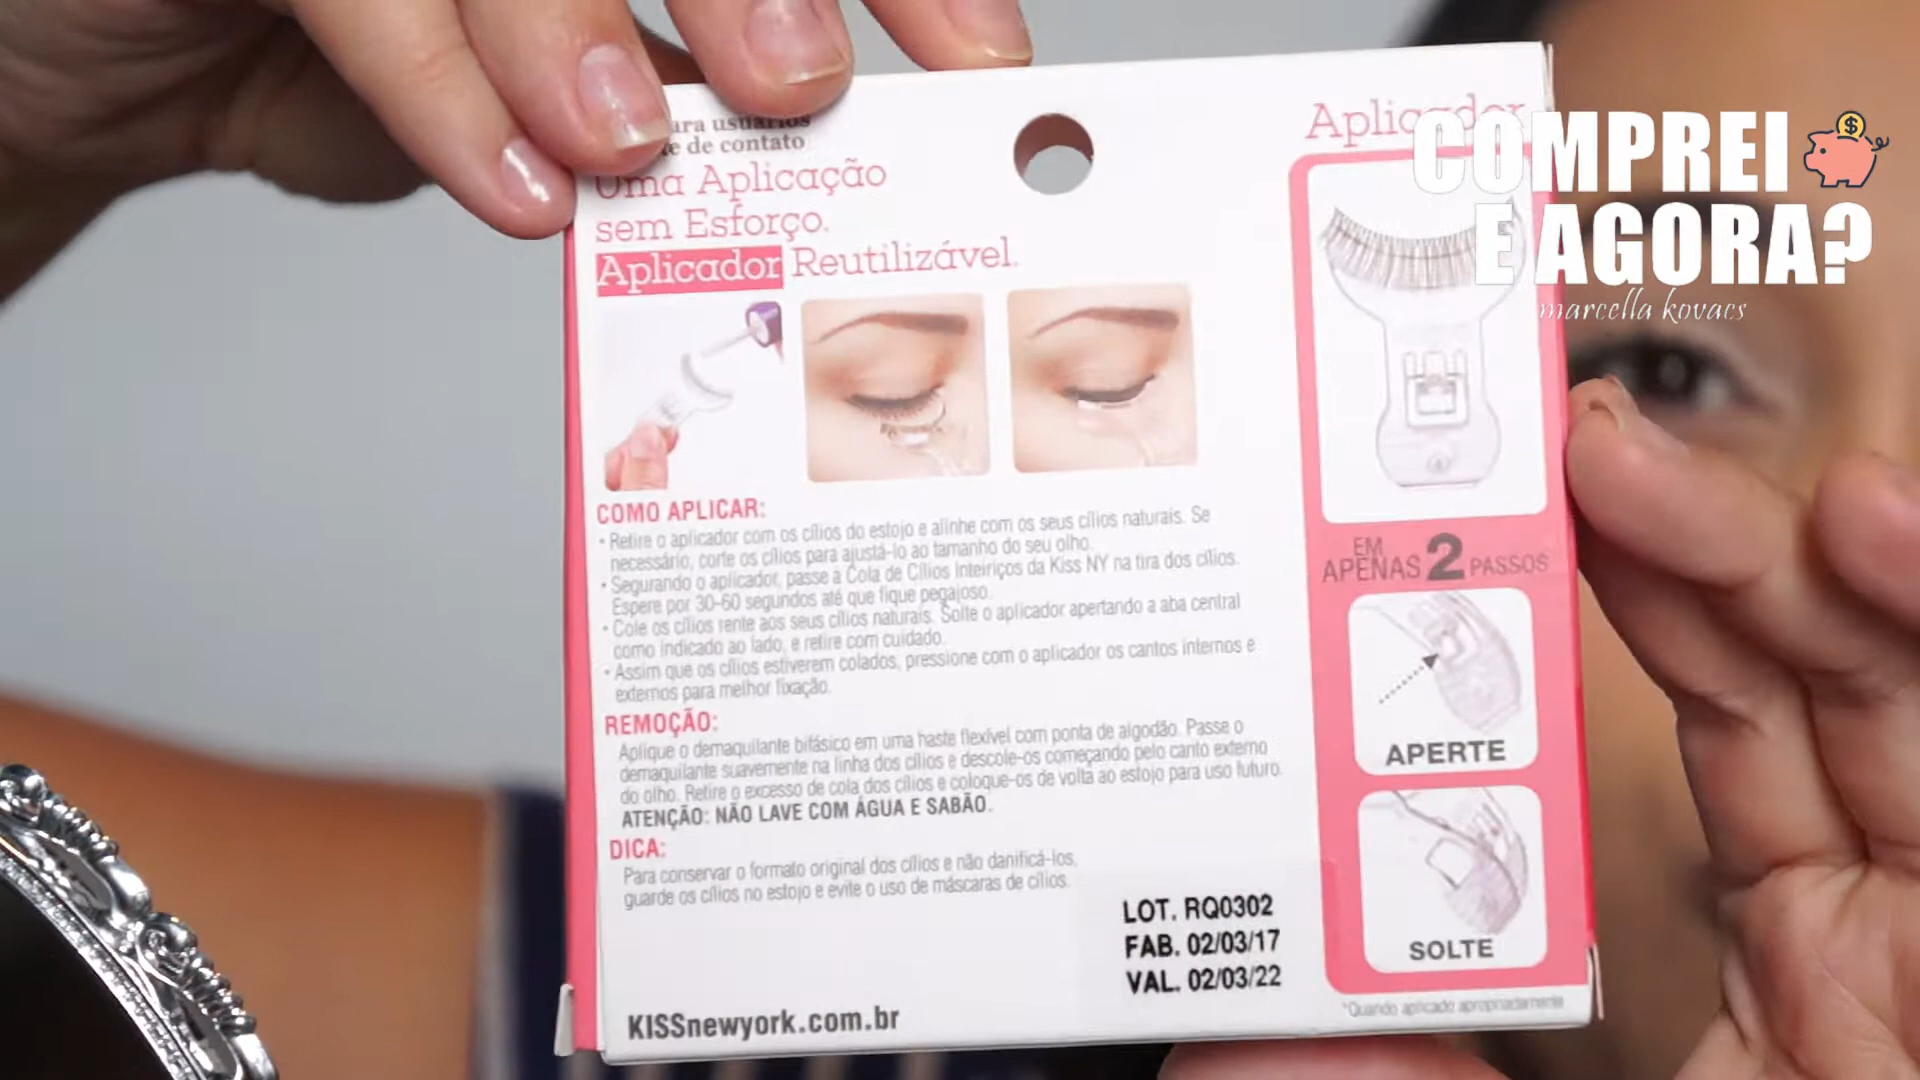 para usuários
de contato
Uma Aplicação
sem Esforço.
Aplicador Reutilizável.
COMO APLICAR:
• Retire o aplicador com os cílios do estojo e alinhe com os seus cílios naturais. Se
necessário, corte os cílios para ajustá-lo ao tamanho do seu olho.
• Segurando o aplicador, passe a Cola de Cílios Inteiriços da Kiss NY na tira dos cílios.
Espere por 30-60 segundos até que fique pegajoso.
• Cole os cílios rente aos seus cílios naturais. Solte o aplicador apertando a aba central
como indicado ao lado, e retire com cuidado.
• Assim que os cílios estiverem colados, pressione com o aplicador os cantos internos e
externos para melhor fixação.
REMOÇÃO:
Aplique o demaquilante bifásico em uma haste flexível com ponta de algodão. Passe o
demaquilante suavemente na linha dos cílios e descole-os começando pelo canto externo
do olho. Retire o excesso de cola dos cílios e coloque-os de volta ao estojo para uso futuro.
ATENÇÃO: NÃO LAVE COM ÁGUA E SABÃO.
DICA:
Para conservar o formato original dos cílios e não danificá-los,
guarde os cílios no estojo e evite o uso de máscaras de cílios.
LOT. RQ0302
FAB. 02/03/17
VAL. 02/03/22
KISSnewyork.com.br
Aplicador
EM
APENAS 2 PASSOS
APERTE
SOLTE
*Quando aplicado apropriadamente
COMPREI
E AGORA?
marcella kovacs